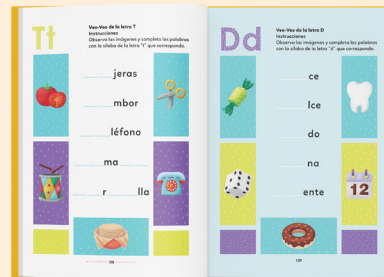 Tt
Veo-Veo de la letra T
Instrucciones
Observa las imágenes y completa las palabras
con la sílaba de la letra "t" que corresponda.
jeras
mbor
léfono
ma
r lla
108
Dd
Veo-Veo de la letra D
Instrucciones
Observa las imágenes y completa las palabras
con la sílaba de la letra "d" que corresponda.
ce
lce
do
na
ente
12
109